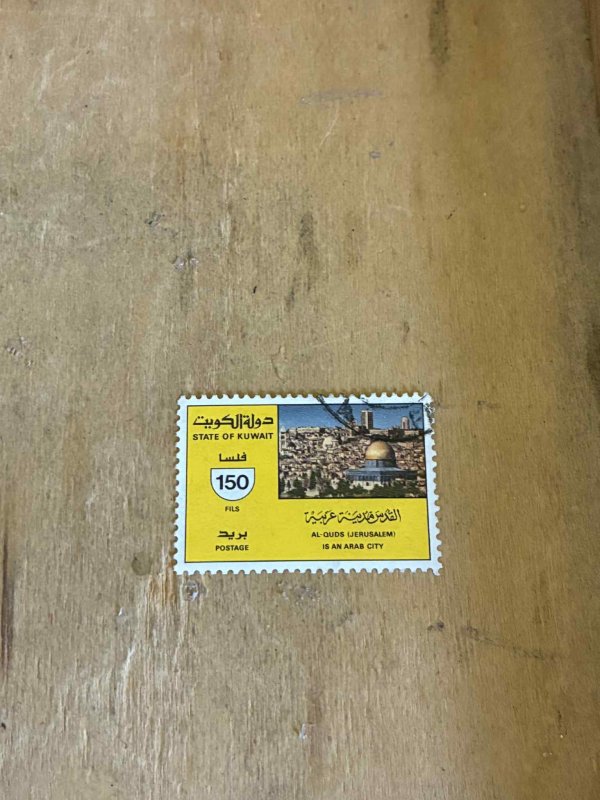 دولة الكويت
STATE OF KUWAIT
فلسا
150
FILS
بريد
POSTAGE
القدس مدينة عربية
AL-QUDS (JERUSALEM)
IS AN ARAB CITY